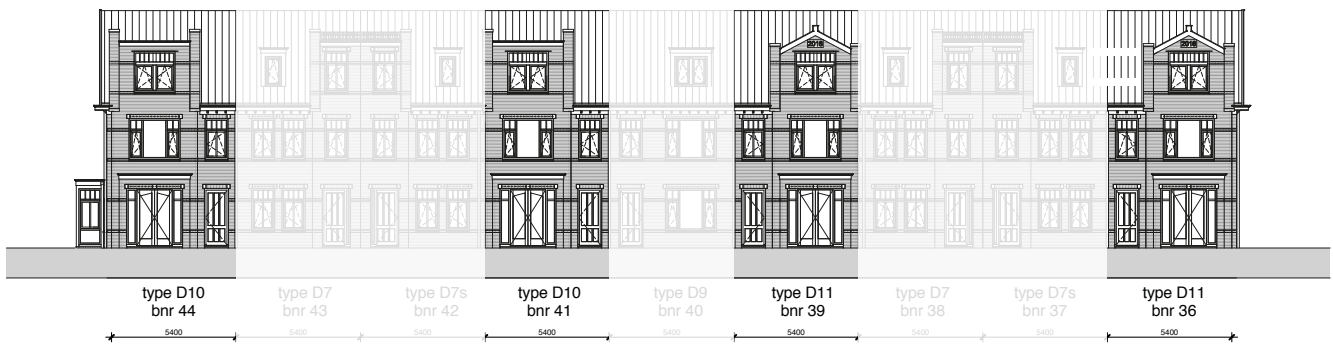 2018
2018
type D10
bnr 44
type D7
bnr 43
type D7s
bnr 42
type D10
bnr 41
type D9
bnr 40
type D11
bnr 39
type D7
bnr 38
type D7s
bnr 37
type D11
bnr 36
5400
5400
5400
5400
5400
5400
5400
5400
5400